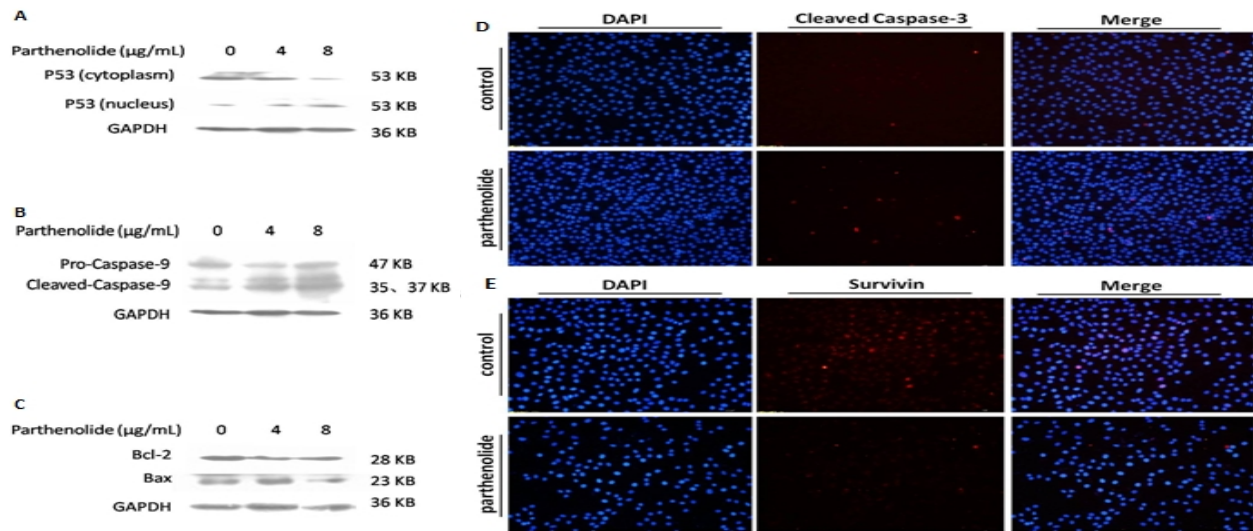 A
Parthenolide (μg/mL) 0 4 8
P53 (cytoplasm) 53 KB
P53 (nucleus) 53 KB
GAPDH 36 KB
B
Parthenolide (μg/mL) 0 4 8
Pro-Caspase-9 47 KB
Cleaved-Caspase-9 35、37 KB
GAPDH 36 KB
C
Parthenolide (μg/mL) 0 4 8
Bcl-2 28 KB
Bax 23 KB
GAPDH 36 KB
D
DAPI Cleaved Caspase-3 Merge
control
parthenolide
E
DAPI Survivin Merge
control
parthenolide